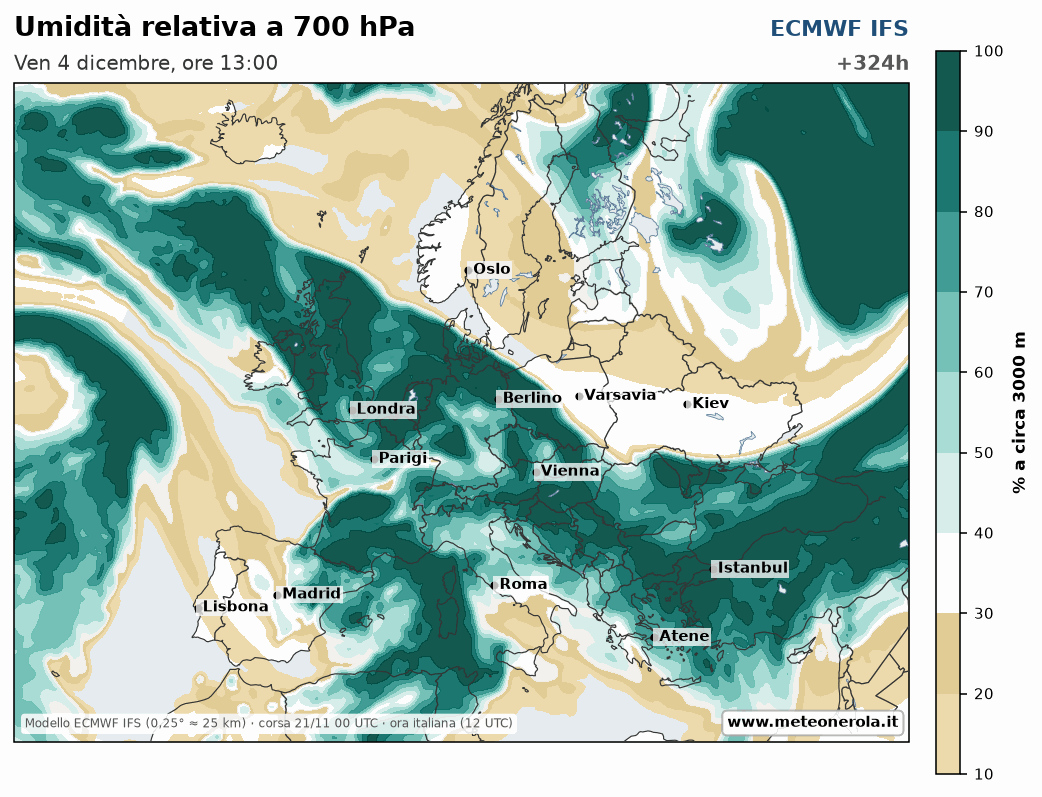 Umidità relativa a 700 hPa
ECMWF IFS
Ven 4 dicembre, ore 13:00
+324h
100
90
80
70
60
50
40
30
20
10
% a circa 3000 m
Oslo
Berlino
Varsavia
Kiev
Londra
Parigi
Vienna
Istanbul
Roma
Madrid
Lisbona
Atene
Modello ECMWF IFS (0,25° ≈ 25 km) · corsa 21/11 00 UTC · ora italiana (12 UTC)
www.meteonerola.it